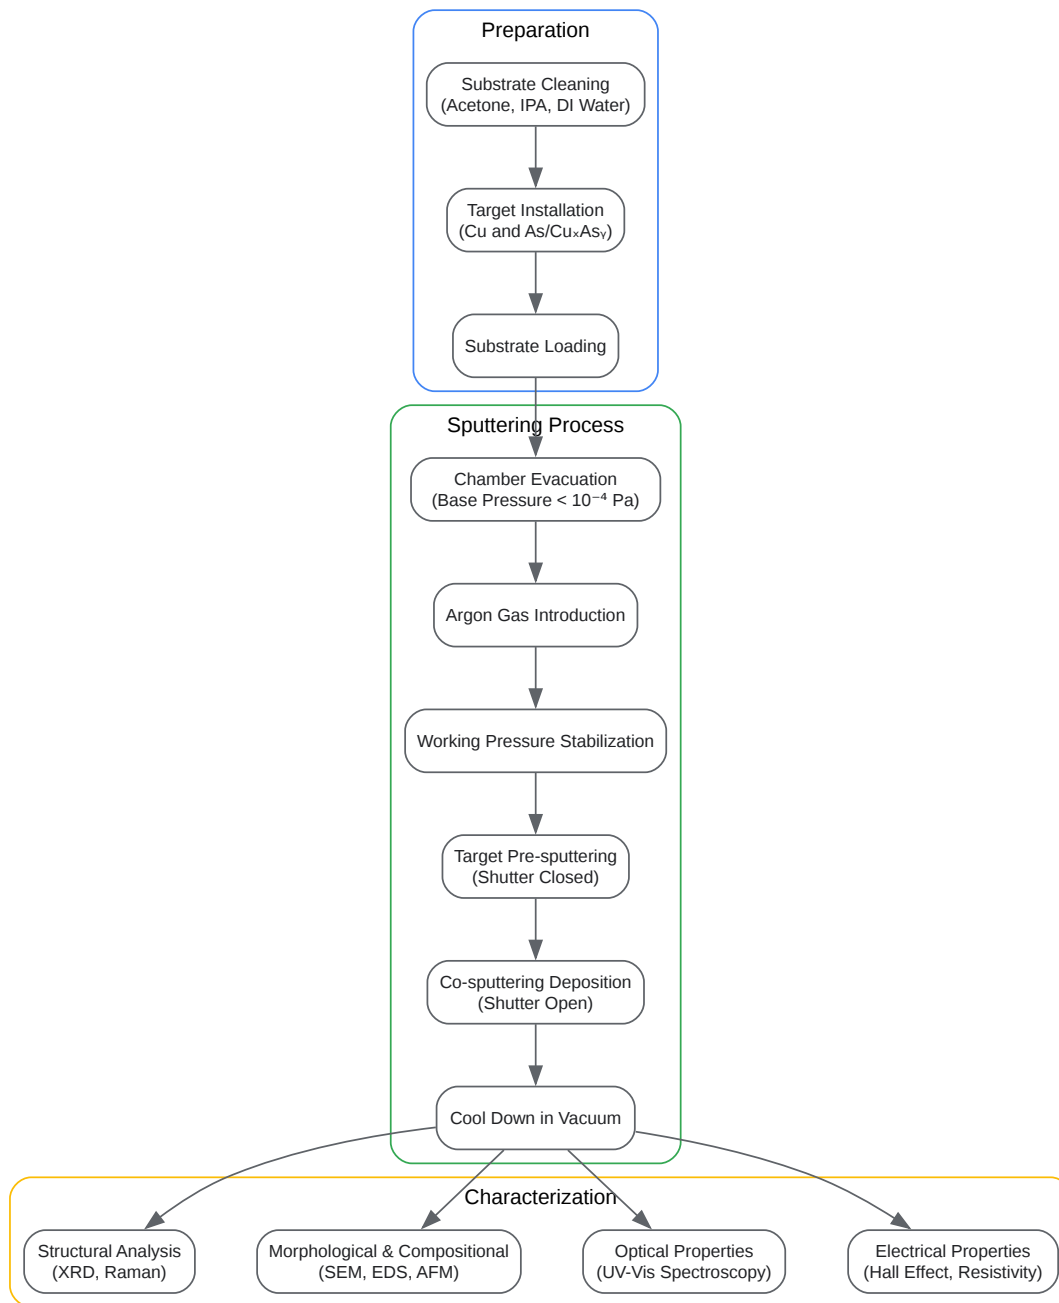 Preparation
Substrate Cleaning
(Acetone, IPA, DI Water)
Target Installation
(Cu and As/CuₓAsᵧ)
Substrate Loading
Sputtering Process
Chamber Evacuation
(Base Pressure < 10⁻⁴ Pa)
Argon Gas Introduction
Working Pressure Stabilization
Target Pre-sputtering
(Shutter Closed)
Co-sputtering Deposition
(Shutter Open)
Cool Down in Vacuum
Characterization
Structural Analysis
(XRD, Raman)
Morphological & Compositional
(SEM, EDS, AFM)
Optical Properties
(UV-Vis Spectroscopy)
Electrical Properties
(Hall Effect, Resistivity)